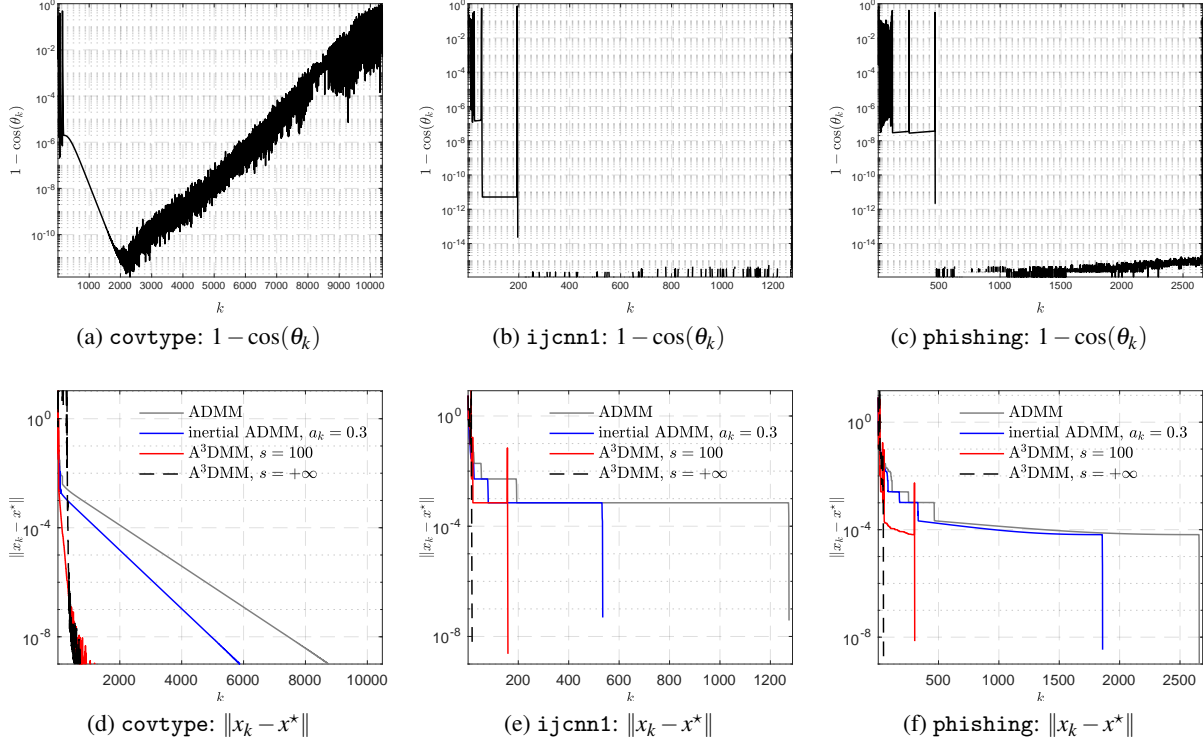 10^0
10^-2
10^-4
10^-6
10^-8
10^-10
1 − cos(θ_k)
1000 2000 3000 4000 5000 6000 7000 8000 9000 10000
k
(a) covtype: 1 − cos(θ_k)
10^0
10^-2
10^-4
10^-6
10^-8
10^-10
10^-12
10^-14
1 − cos(θ_k)
200 400 600 800 1000 1200
k
(b) ijcnn1: 1 − cos(θ_k)
10^0
10^-2
10^-4
10^-6
10^-8
10^-10
10^-12
10^-14
1 − cos(θ_k)
500 1000 1500 2000 2500
k
(c) phishing: 1 − cos(θ_k)
10^0
10^-4
10^-8
‖x_k − x^⋆‖
ADMM
inertial ADMM, a_k = 0.3
A^3DMM, s = 100
A^3DMM, s = +∞
2000 4000 6000 8000 10000
k
(d) covtype: ‖x_k − x^⋆‖
10^0
10^-2
10^-4
10^-6
10^-8
‖x_k − x^⋆‖
ADMM
inertial ADMM, a_k = 0.3
A^3DMM, s = 100
A^3DMM, s = +∞
200 400 600 800 1000 1200
k
(e) ijcnn1: ‖x_k − x^⋆‖
10^0
10^-4
10^-8
‖x_k − x^⋆‖
ADMM
inertial ADMM, a_k = 0.3
A^3DMM, s = 100
A^3DMM, s = +∞
500 1000 1500 2000 2500
k
(f) phishing: ‖x_k − x^⋆‖